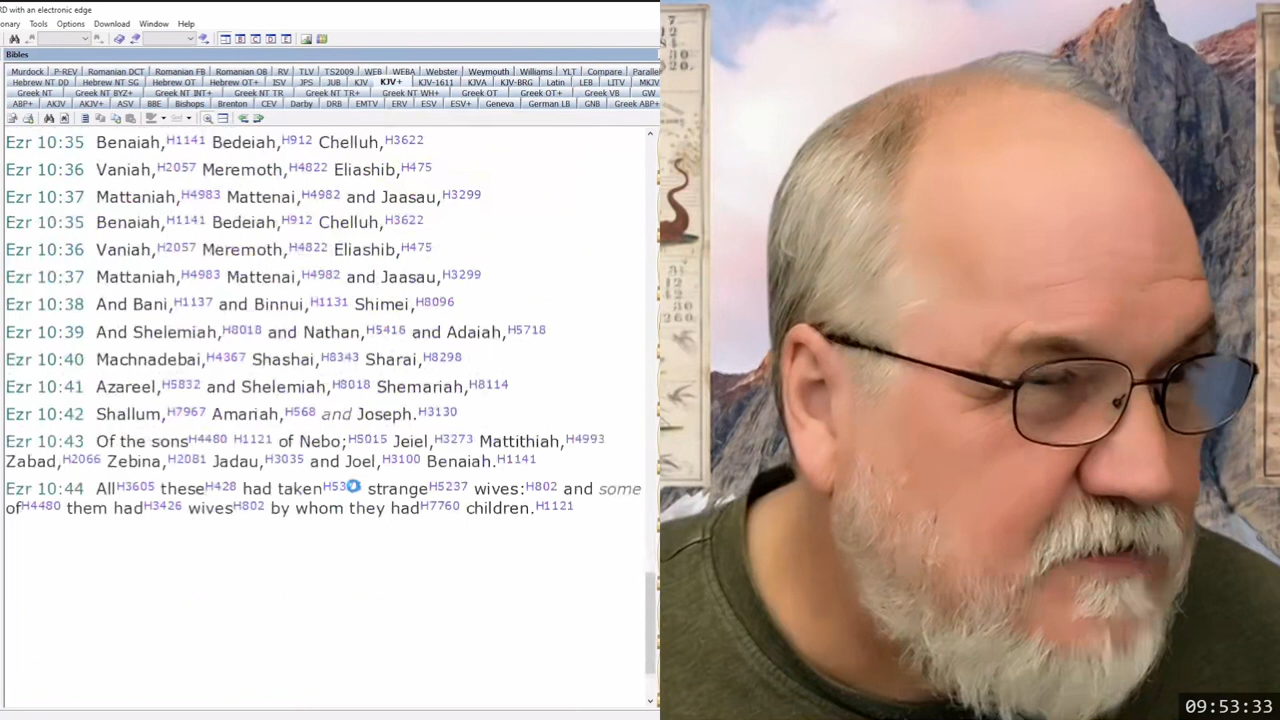 RD with an electronic edge
onary Tools Options Download Window Help
Bibles
Murdock P-REV Romanian DCT Romanian FB Romanian OB RV TLV TS2009 WEB WEBA Webster Weymouth Williams YLT Compare Parallel
Hebrew NT DD Hebrew NT SG Hebrew OT Hebrew OT+ ISV JPS JUB KJV KJV+ KJV-1611 KJVA KJV-BRG Latin LEB LITV MKJV
Greek NT Greek NT BYZ+ Greek NT INT+ Greek NT TR Greek NT TR+ Greek NT WH+ Greek OT Greek OT+ Greek VB GW
ABP+ AKJV AKJV+ ASV BBE Bishops Brenton CEV Darby DRB EMTV ERV ESV ESV+ Geneva German LB GNB Greek ABP+
Ezr 10:35 Benaiah,H1141 Bedeiah,H912 Chelluh,H3622
Ezr 10:36 Vaniah,H2057 Meremoth,H4822 Eliashib,H475
Ezr 10:37 Mattaniah,H4983 Mattenai,H4982 and Jaasau,H3299
Ezr 10:35 Benaiah,H1141 Bedeiah,H912 Chelluh,H3622
Ezr 10:36 Vaniah,H2057 Meremoth,H4822 Eliashib,H475
Ezr 10:37 Mattaniah,H4983 Mattenai,H4982 and Jaasau,H3299
Ezr 10:38 And Bani,H1137 and Binnui,H1131 Shimei,H8096
Ezr 10:39 And Shelemiah,H8018 and Nathan,H5416 and Adaiah,H5718
Ezr 10:40 Machnadebai,H4367 Shashai,H8343 Sharai,H8298
Ezr 10:41 Azareel,H5832 and Shelemiah,H8018 Shemariah,H8114
Ezr 10:42 Shallum,H7967 Amariah,H568 and Joseph.H3130
Ezr 10:43 Of the sonsH4480 H1121 of Nebo;H5015 Jeiel,H3273 Mattithiah,H4993
Zabad,H2066 Zebina,H2081 Jadau,H3035 and Joel,H3100 Benaiah.H1141
Ezr 10:44 AllH3605 theseH428 had taken strangeH5237 wives:H802 and some
ofH4480 them hadH3426 wivesH802 by whom they hadH7760 children.H1121
09:53:33